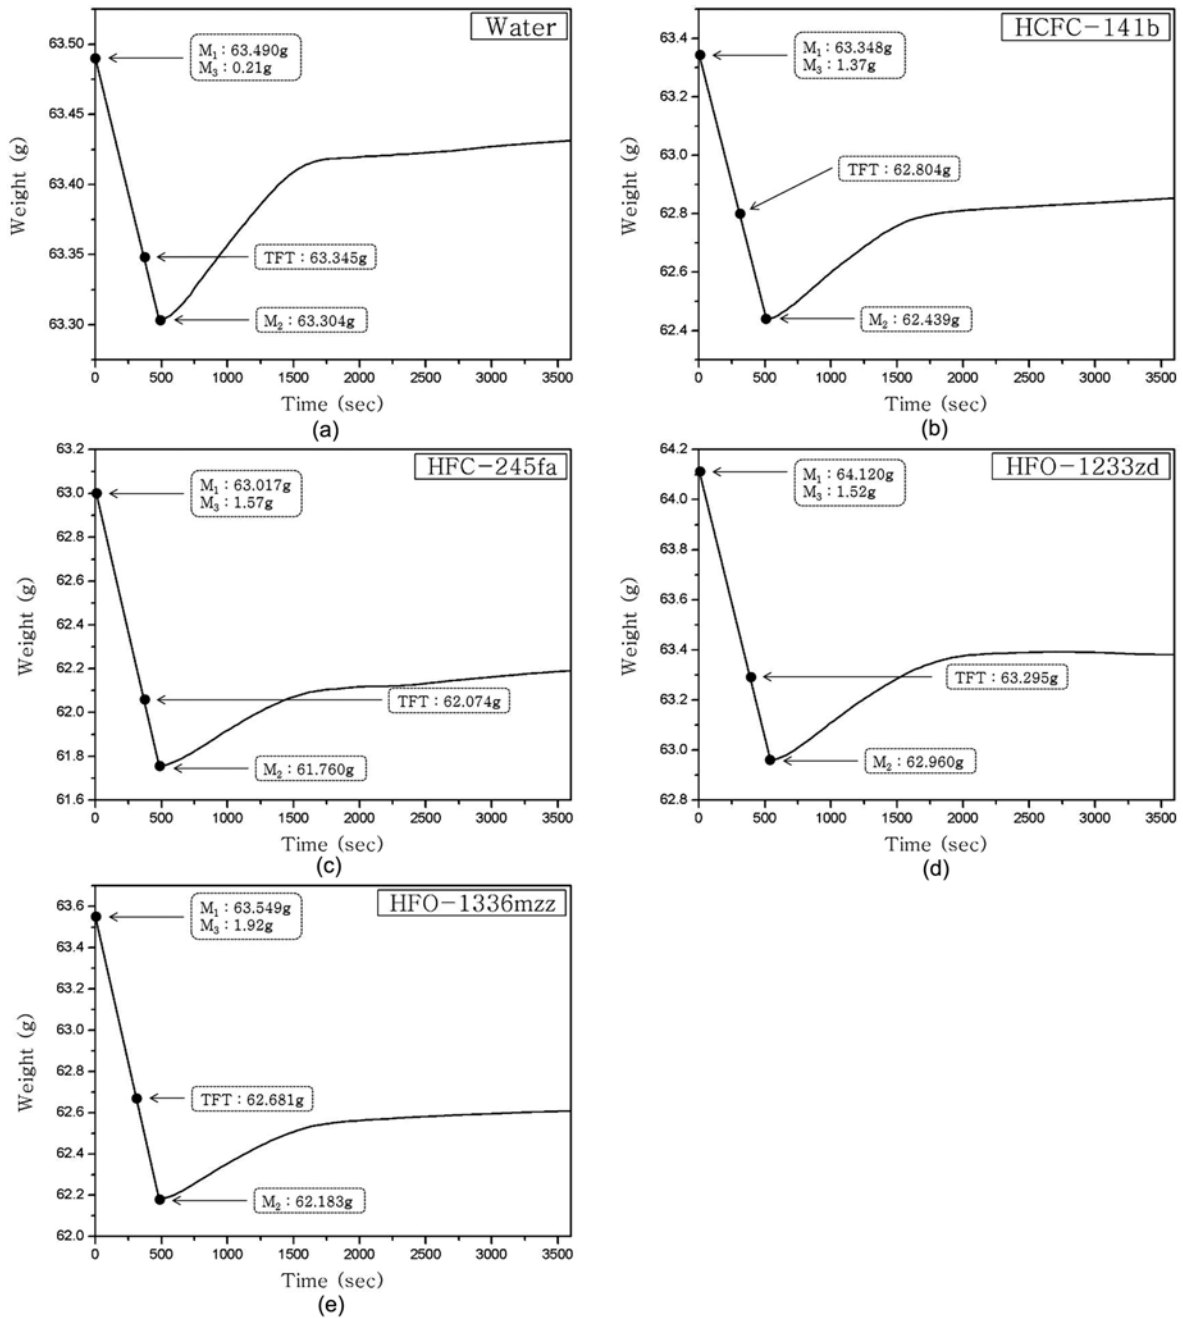 Water
63.50
63.45
63.40
63.35
63.30
Weight (g)
M₁ : 63.490g
M₃ : 0.21g
TFT : 63.345g
M₂ : 63.304g
0 500 1000 1500 2000 2500 3000 3500
Time (sec)
(a)
HCFC-141b
63.4
63.2
63.0
62.8
62.6
62.4
Weight (g)
M₁ : 63.348g
M₃ : 1.37g
TFT : 62.804g
M₂ : 62.439g
0 500 1000 1500 2000 2500 3000 3500
Time (sec)
(b)
HFC-245fa
63.2
63.0
62.8
62.6
62.4
62.2
62.0
61.8
61.6
Weight (g)
M₁ : 63.017g
M₃ : 1.57g
TFT : 62.074g
M₂ : 61.760g
0 500 1000 1500 2000 2500 3000 3500
Time (sec)
(c)
HFO-1233zd
64.2
64.0
63.8
63.6
63.4
63.2
63.0
62.8
Weight (g)
M₁ : 64.120g
M₃ : 1.52g
TFT : 63.295g
M₂ : 62.960g
0 500 1000 1500 2000 2500 3000 3500
Time (sec)
(d)
HFO-1336mzz
63.6
63.4
63.2
63.0
62.8
62.6
62.4
62.2
62.0
Weight (g)
M₁ : 63.549g
M₃ : 1.92g
TFT : 62.681g
M₂ : 62.183g
0 500 1000 1500 2000 2500 3000 3500
Time (sec)
(e)